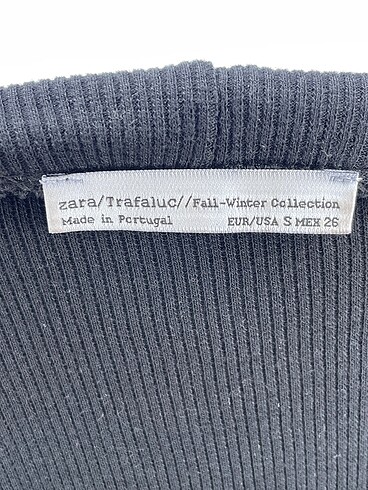 zara/Trafaluc//Fall-Winter Collection
Made in Portugal EUR/USA S MEX 26